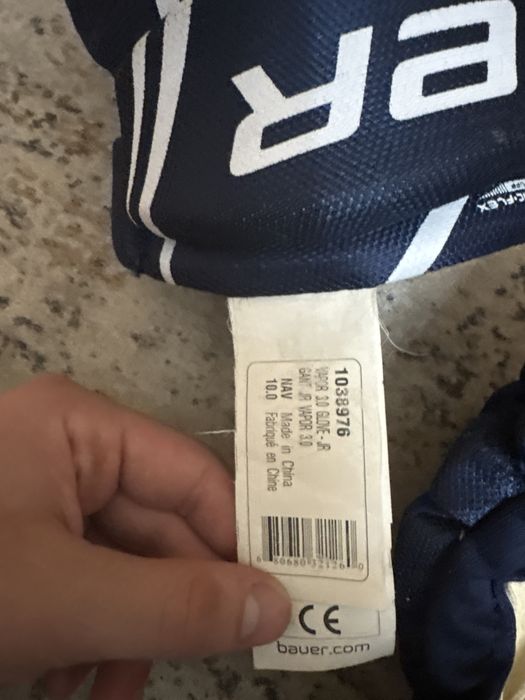 eR
1038976
VAPOR 3.0 GLOVE - JR
GANT JR VAPOR 3.0
NAV Made in China
10.0 Fabriqué en Chine
CE
bauer.com